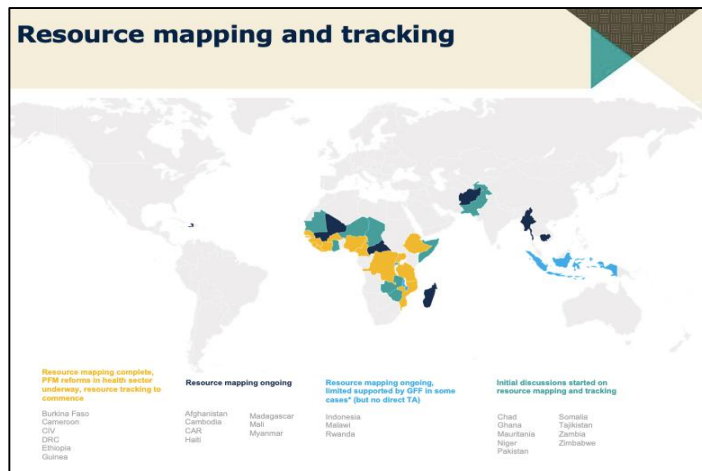 Resource mapping and tracking
Resource mapping complete,
PFM reforms in health sector
underway, resource tracking to
commence
Burkina Faso
Cameroon
CIV
DRC
Ethiopia
Guinea
Resource mapping ongoing
Afghanistan
Cambodia
CAR
Haiti
Madagascar
Mali
Myanmar
Resource mapping ongoing,
limited supported by GFF in some
cases* (but no direct TA)
Indonesia
Malawi
Rwanda
Initial discussions started on
resource mapping and tracking
Chad
Ghana
Mauritania
Niger
Pakistan
Somalia
Tajikistan
Zambia
Zimbabwe